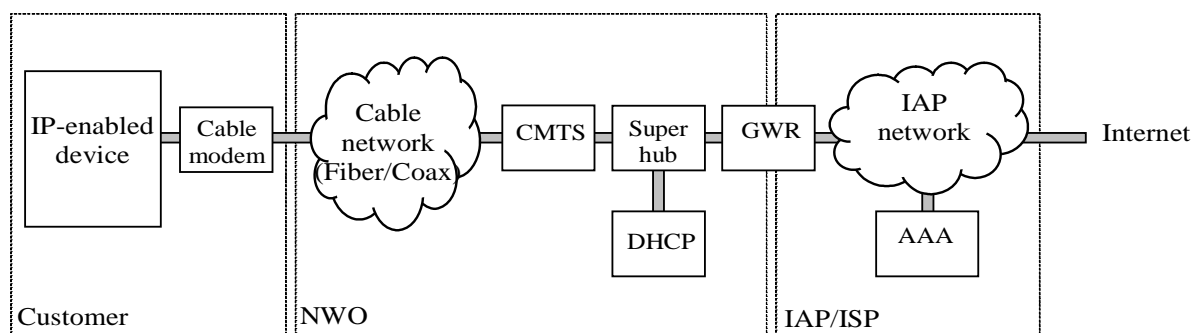 IP-enabled
device
Cable
modem
Cable
network
(Fiber/Coax)
CMTS
Super
hub
GWR
IAP
network
Internet
DHCP
AAA
Customer
NWO
IAP/ISP